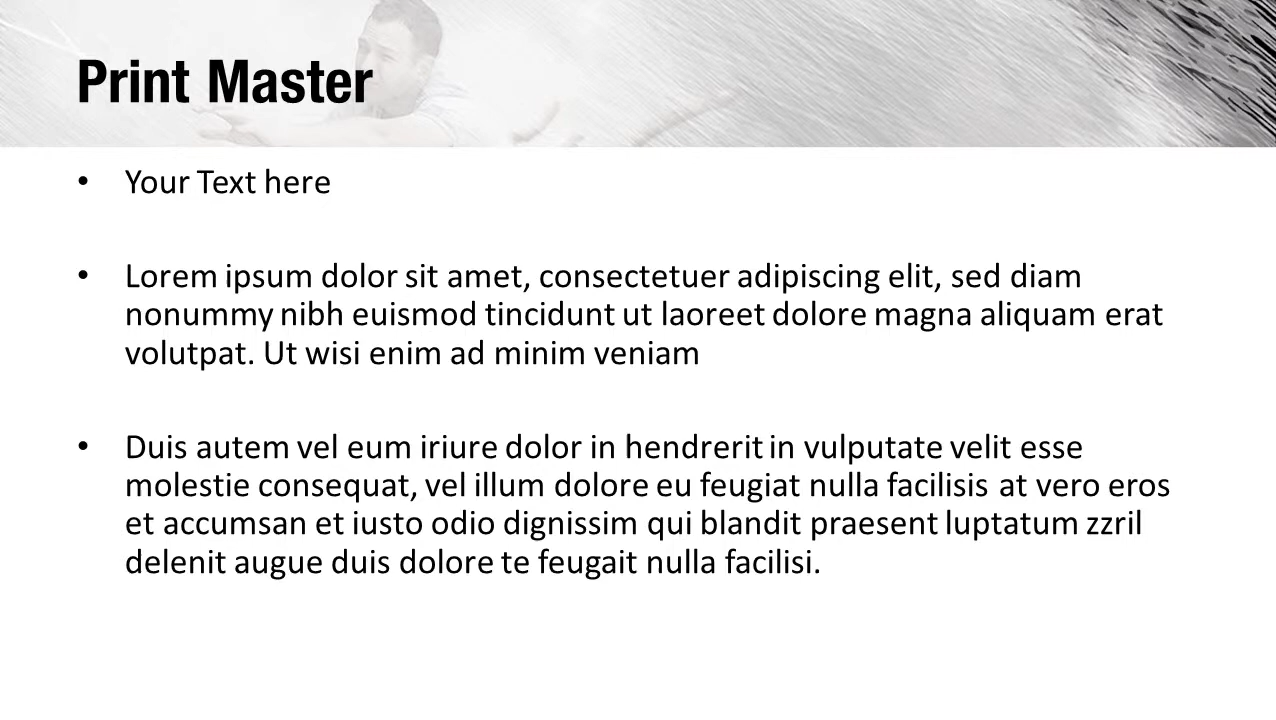 Print Master
• Your Text here
• Lorem ipsum dolor sit amet, consectetuer adipiscing elit, sed diam
nonummy nibh euismod tincidunt ut laoreet dolore magna aliquam erat
volutpat. Ut wisi enim ad minim veniam
• Duis autem vel eum iriure dolor in hendrerit in vulputate velit esse
molestie consequat, vel illum dolore eu feugiat nulla facilisis at vero eros
et accumsan et iusto odio dignissim qui blandit praesent luptatum zzril
delenit augue duis dolore te feugait nulla facilisi.